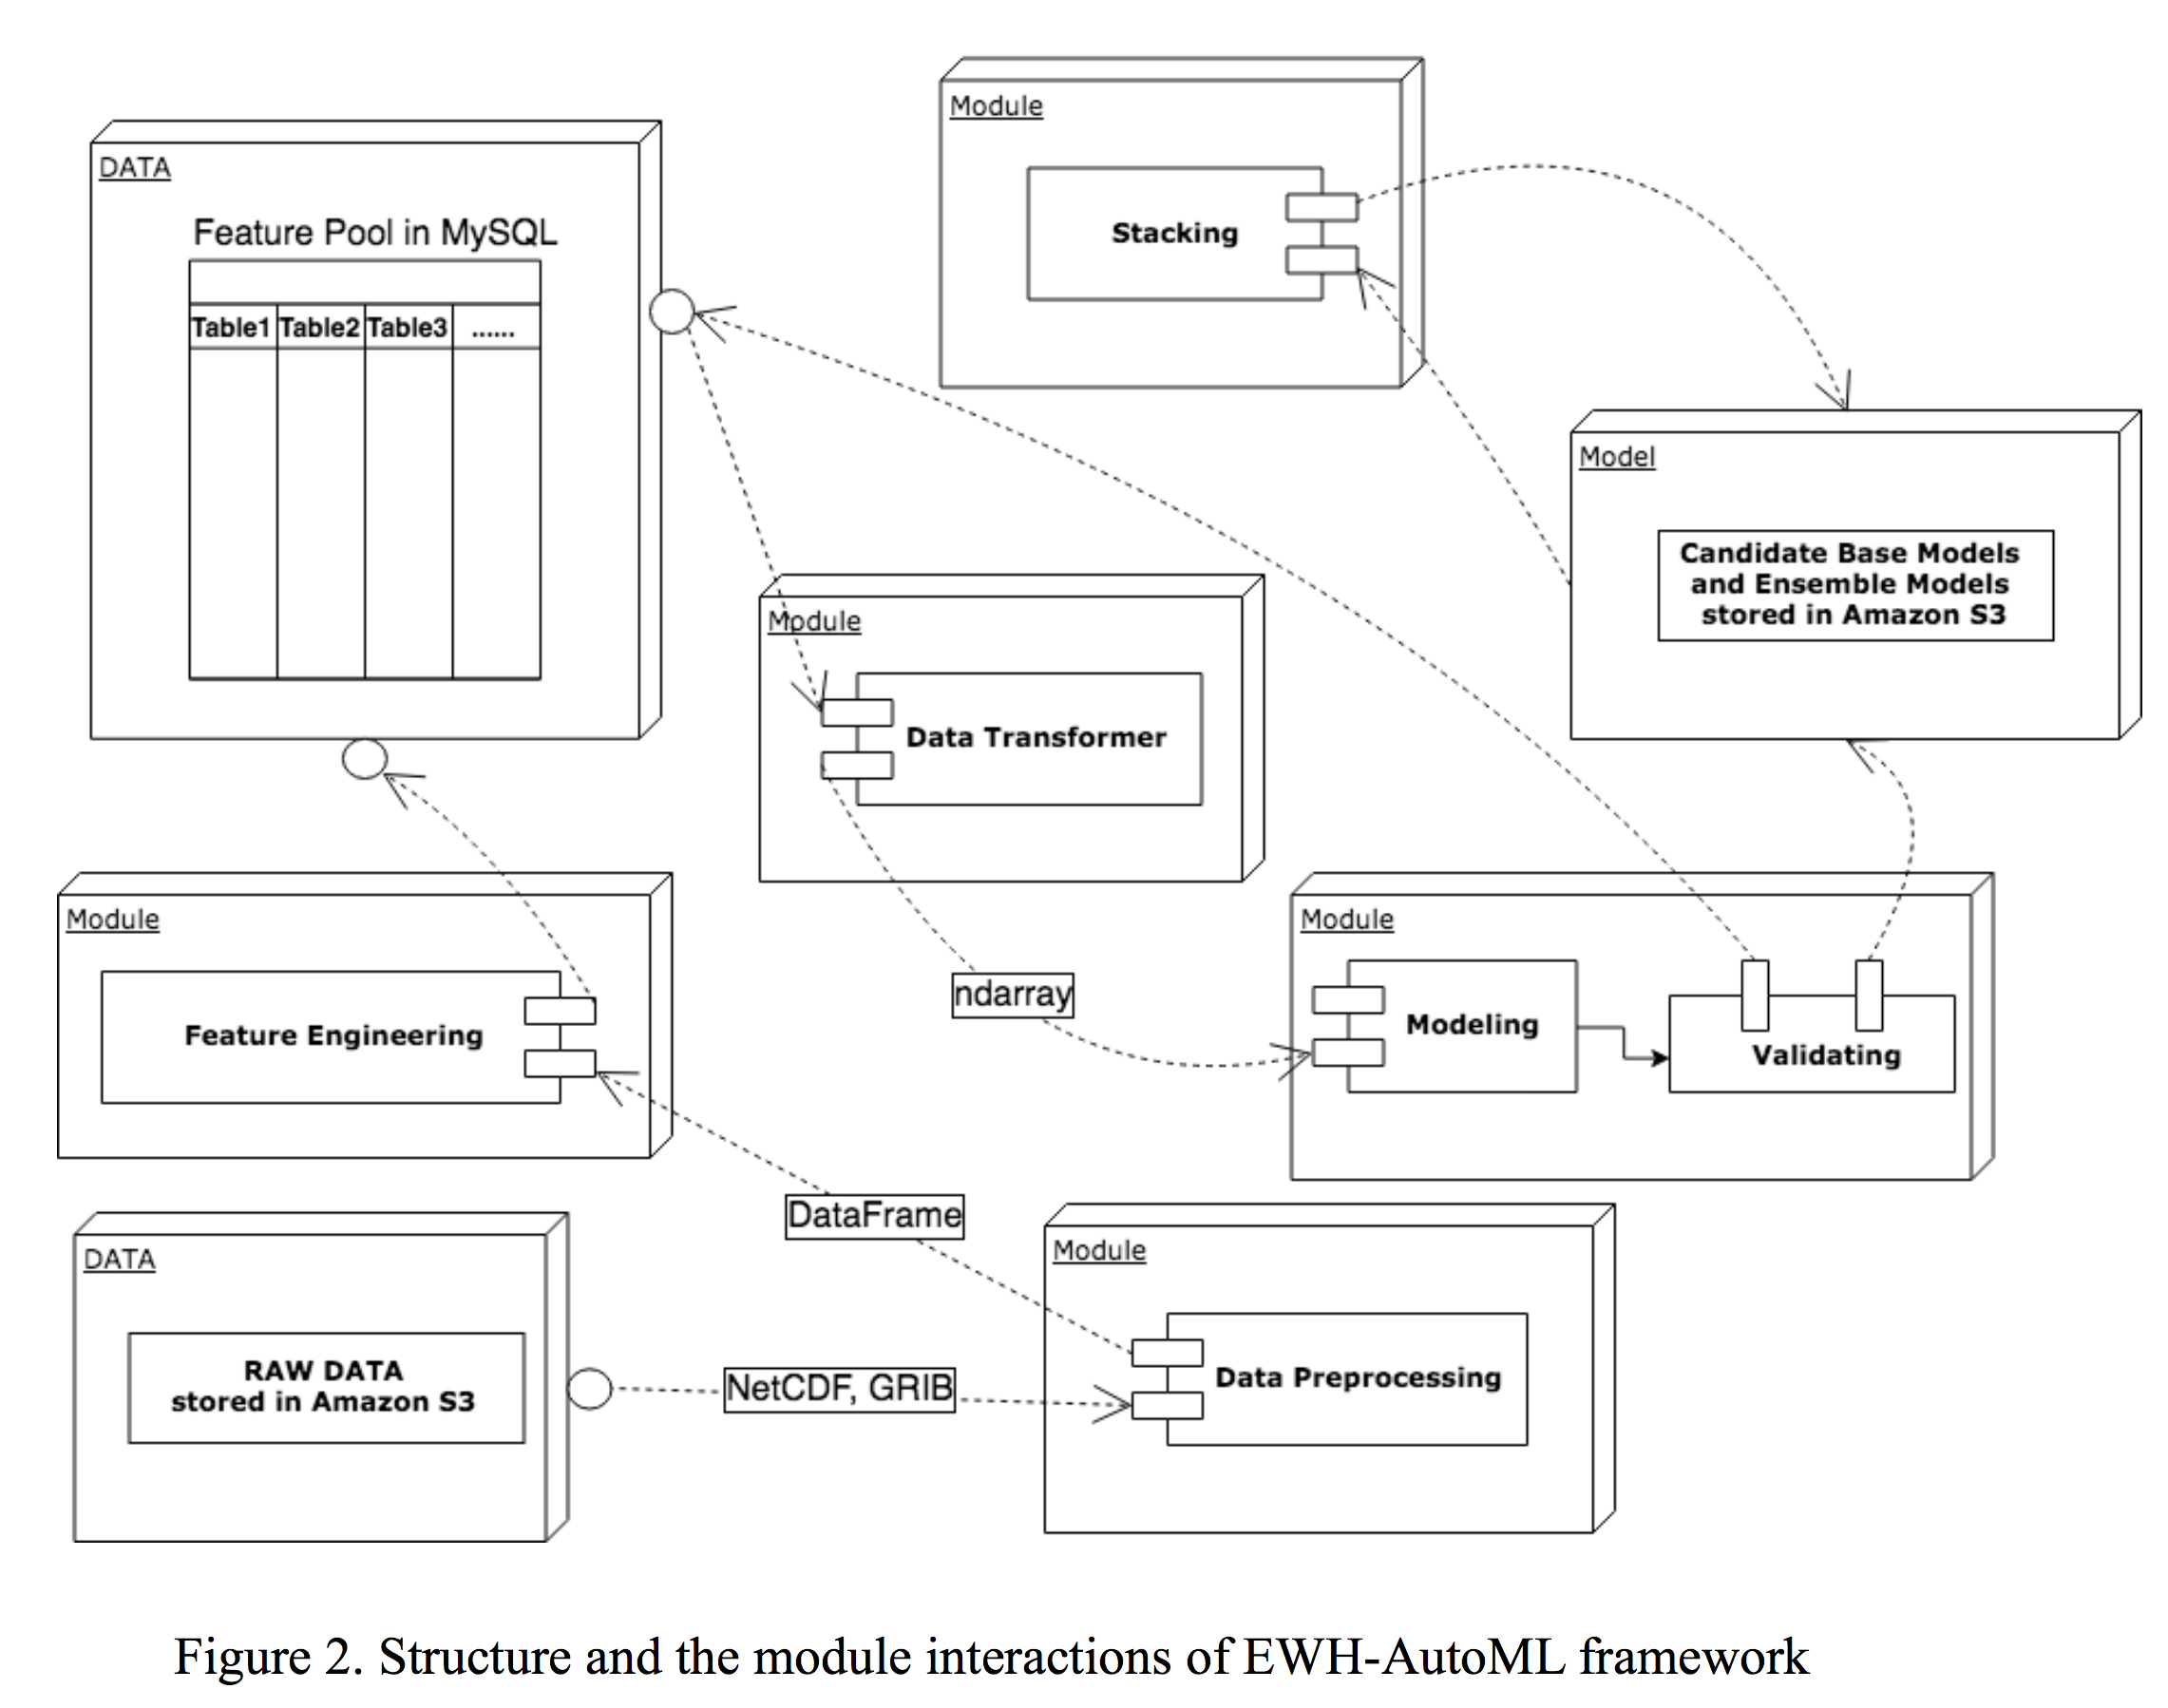 Module
Stacking
DATA
Feature Pool in MySQL
Table1 Table2 Table3 ......
Model
Candidate Base Models
and Ensemble Models
stored in Amazon S3
Module
Data Transformer
Module
Feature Engineering
ndarray
Module
Modeling
Validating
DataFrame
DATA
RAW DATA
stored in Amazon S3
NetCDF, GRIB
Module
Data Preprocessing
Figure 2. Structure and the module interactions of EWH-AutoML framework